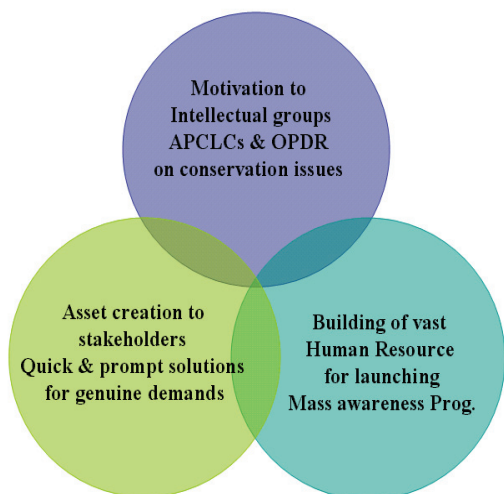 Motivation to
Intellectual groups
APCLCs & OPDR
on conservation issues
Asset creation to
stakeholders
Quick & prompt solutions
for genuine demands
Building of vast
Human Resource
for launching
Mass awareness Prog.